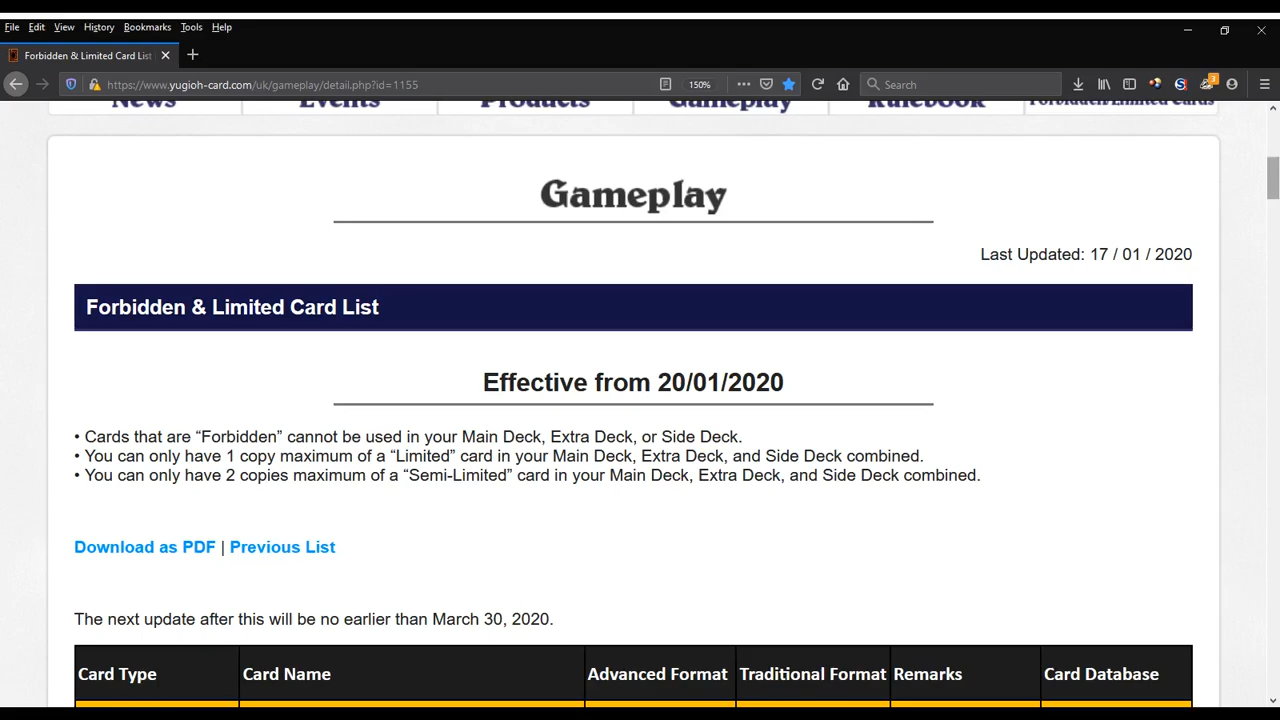 File Edit View History Bookmarks Tools Help
Forbidden & Limited Card List
https://www.yugioh-card.com/uk/gameplay/detail.php?id=1155 150% Search 3
News Events Products Gameplay Rulebook Forbidden/Limited Cards
Gameplay
Last Updated: 17 / 01 / 2020
Forbidden & Limited Card List
Effective from 20/01/2020
• Cards that are “Forbidden” cannot be used in your Main Deck, Extra Deck, or Side Deck.
• You can only have 1 copy maximum of a “Limited” card in your Main Deck, Extra Deck, and Side Deck combined.
• You can only have 2 copies maximum of a “Semi-Limited” card in your Main Deck, Extra Deck, and Side Deck combined.
Download as PDF | Previous List
The next update after this will be no earlier than March 30, 2020.
Card Type Card Name Advanced Format Traditional Format Remarks Card Database